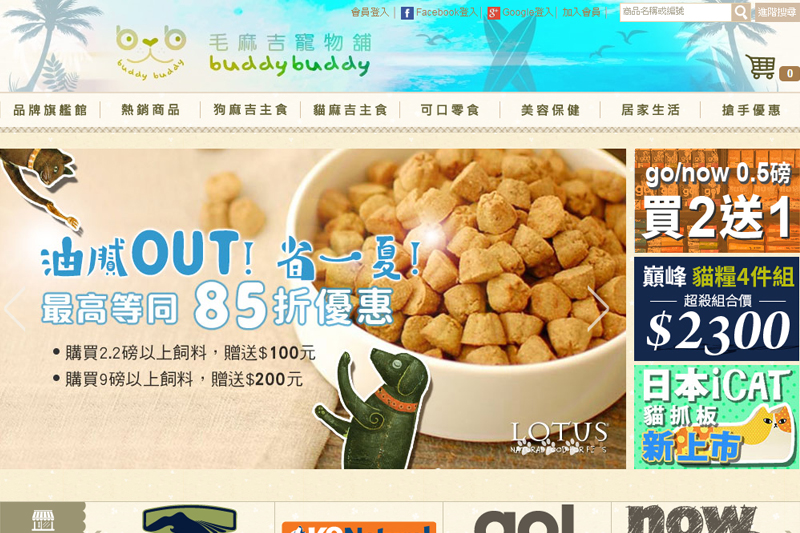 會員登入 | Facebook登入 | Google登入 | 加入會員 |
商品名稱或編號
進階搜尋
0
毛麻吉寵物舖
buddybuddy
buddy buddy
品牌旗艦館
熱銷商品
狗麻吉主食
貓麻吉主食
可口零食
美容保健
居家生活
搶手優惠
油膩OUT! 省一夏!
最高等同 85折優惠
• 購買2.2磅以上飼料，贈送$100元
• 購買9磅以上飼料，贈送$200元
LOTUS
go/now 0.5磅
買2送1
巔峰 貓糧4件組
超殺組合價
$2300
日本iCAT
貓抓板
新上市
go!
now